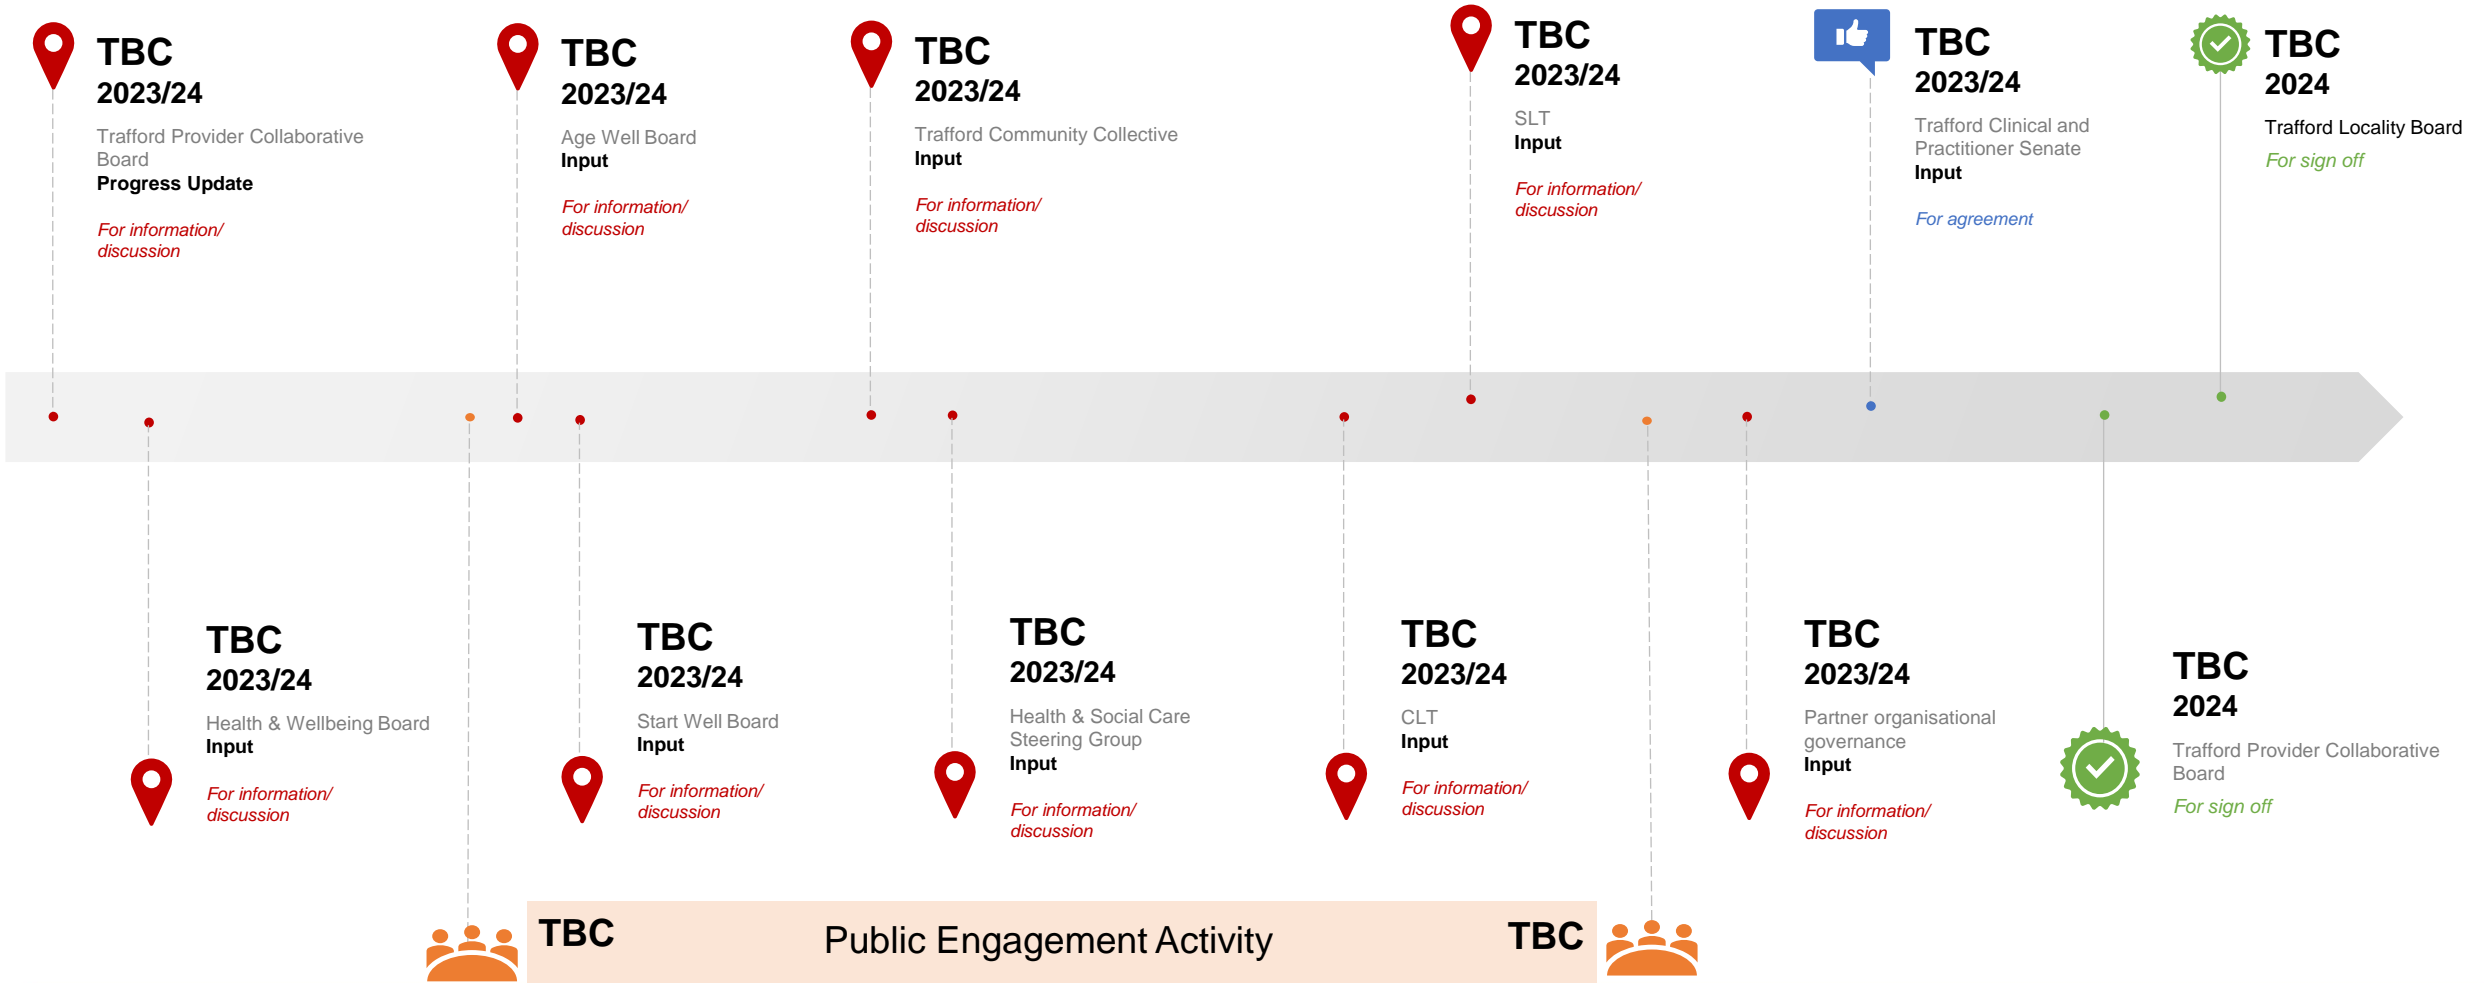 TBC
2023/24
Trafford Provider Collaborative
Board
Progress Update
For information/
discussion
TBC
2023/24
Age Well Board
Input
For information/
discussion
TBC
2023/24
Trafford Community Collective
Input
For information/
discussion
TBC
2023/24
SLT
Input
For information/
discussion
TBC
2023/24
Trafford Clinical and
Practitioner Senate
Input
For agreement
TBC
2024
Trafford Locality Board
For sign off
TBC
2023/24
Health & Wellbeing Board
Input
For information/
discussion
TBC
2023/24
Start Well Board
Input
For information/
discussion
TBC
2023/24
Health & Social Care
Steering Group
Input
For information/
discussion
TBC
2023/24
CLT
Input
For information/
discussion
TBC
2023/24
Partner organisational
governance
Input
For information/
discussion
TBC
2024
Trafford Provider Collaborative
Board
For sign off
TBC
Public Engagement Activity
TBC